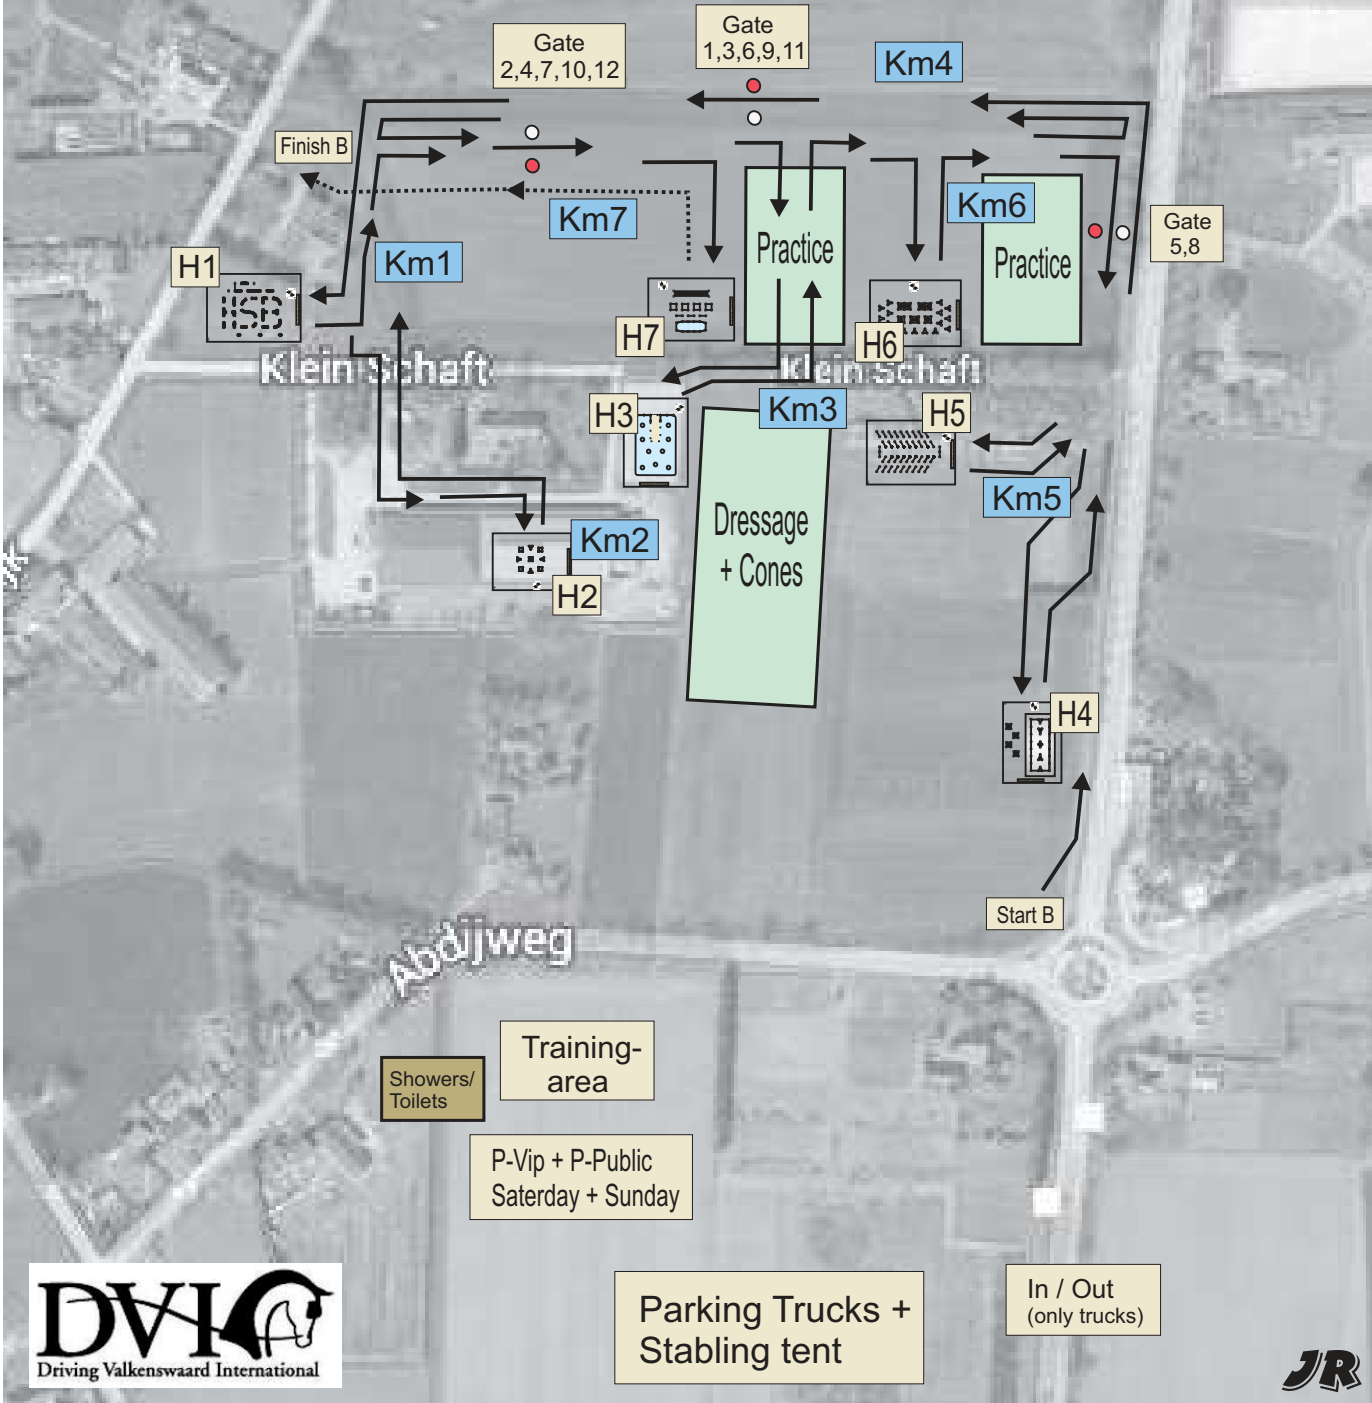 Gate
2,4,7,10,12
Gate
1,3,6,9,11
Km4
Finish B
Km7
Km6
Gate
5,8
H1
Km1
Practice
Practice
H7
H6
Klein Schaft
Klein Schaft
H3
Km3
H5
Km5
Dressage
+ Cones
Km2
H2
H4
Start B
Abdijweg
Training-
area
Showers/
Toilets
P-Vip + P-Public
Saterday + Sunday
Parking Trucks +
Stabling tent
In / Out
(only trucks)
DVI
Driving Valkenswaard International
JR